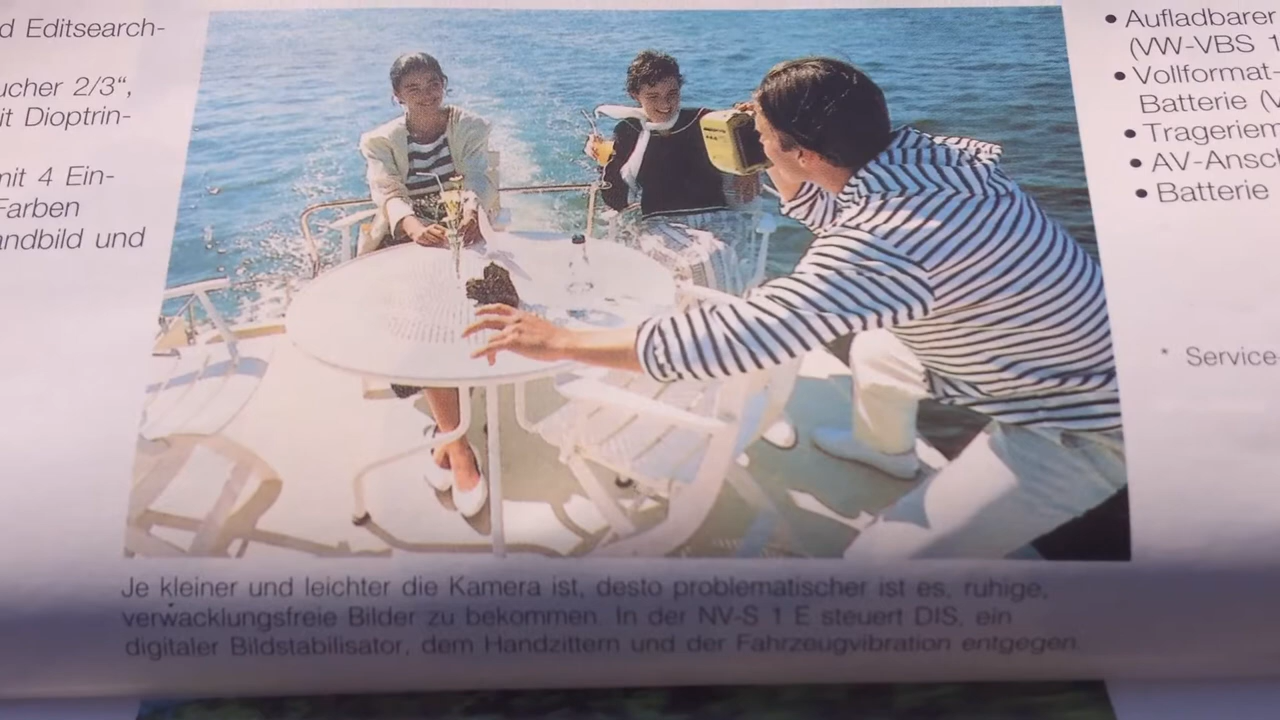 d Editsearch-
ucher 2/3“,
it Dioptrin-
mit 4 Ein-
Farben
andbild und
Je kleiner und leichter die Kamera ist, desto problematischer ist es, ruhige,
verwacklungsfreie Bilder zu bekommen. In der NV-S 1 E steuert DIS, ein
digitaler Bildstabilisator, dem Handzittern und der Fahrzeugvibration entgegen.
• Aufladbarer
(VW-VBS 1
• Vollformat-
Batterie (V
• Trageriem
• AV-Ansch
• Batterie
* Service